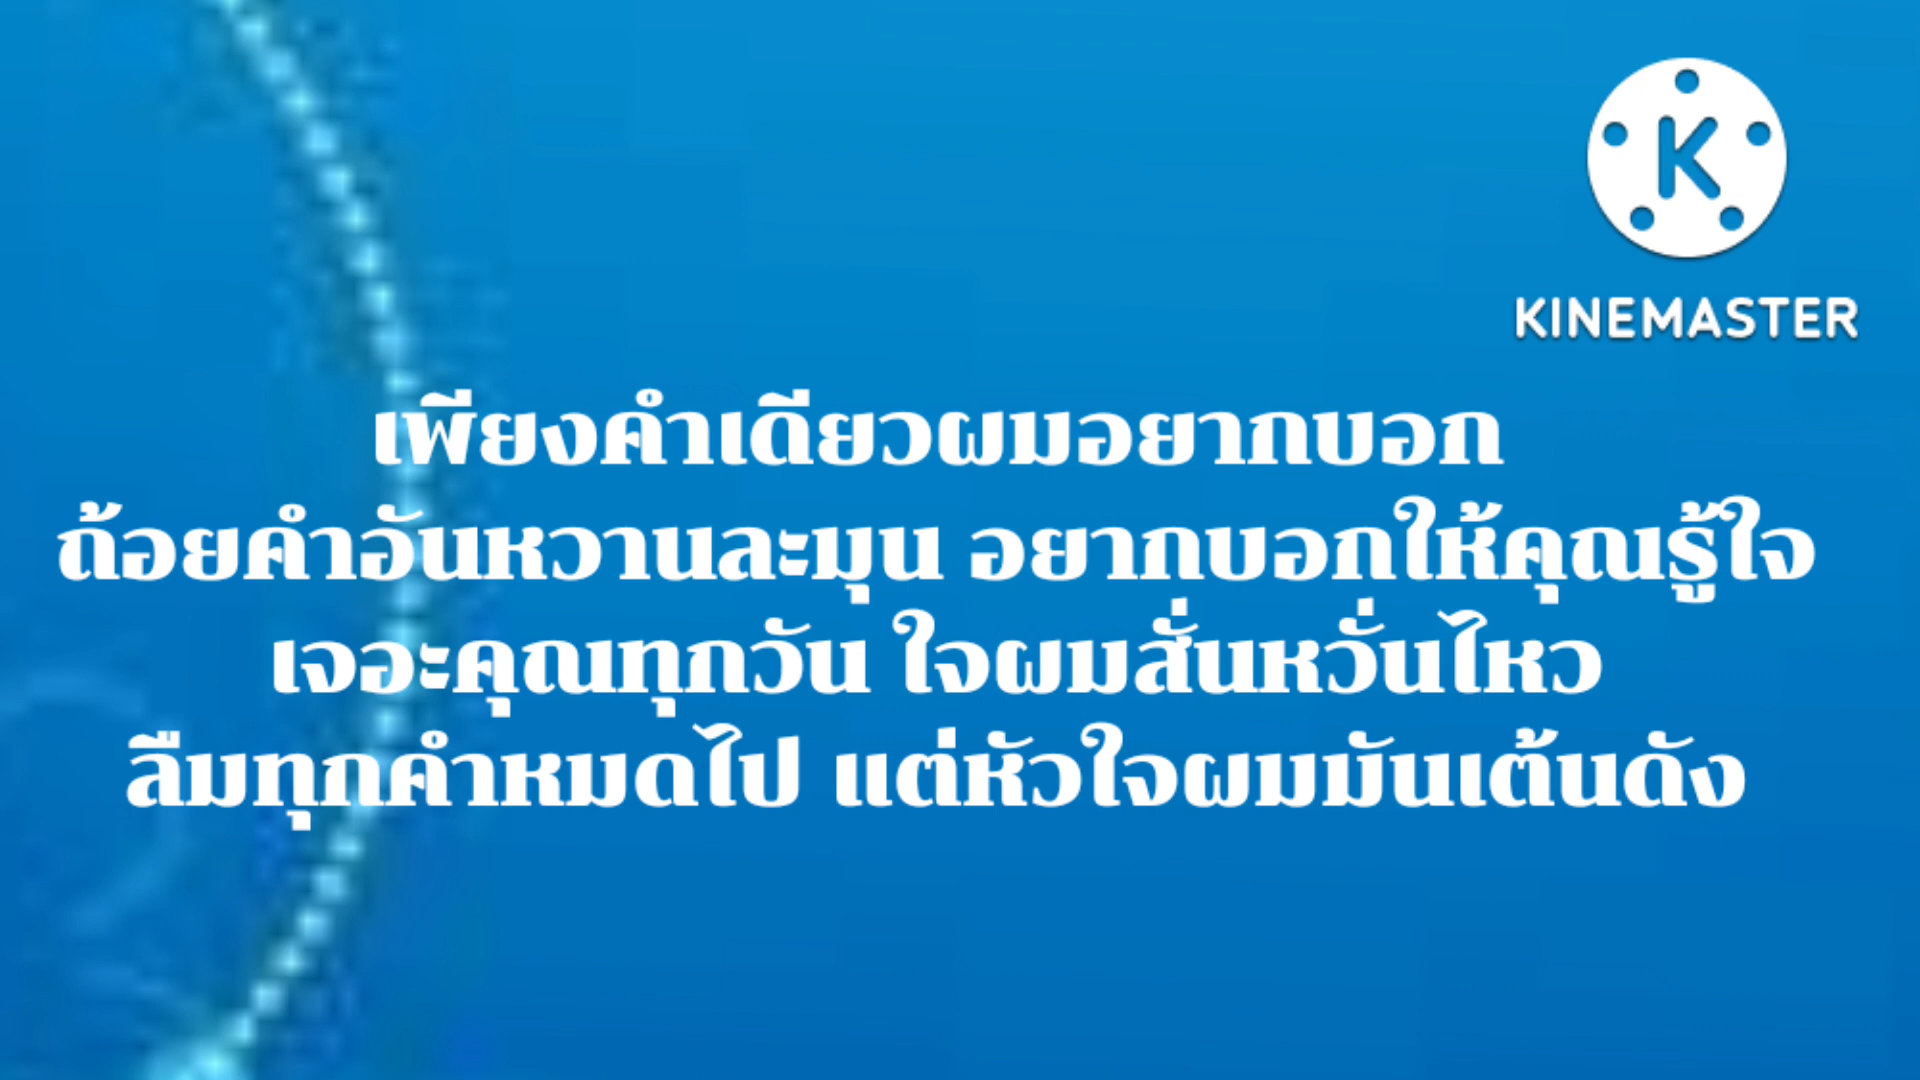 KINEMASTER
เพียงคำเดียวผมอยากบอก
ถ้อยคำอันหวานละมุน อยากบอกให้คุณรู้ใจ
เจอะคุณทุกวัน ใจผมสั่นหวั่นไหว
ลืมทุกคำหมดไป แต่หัวใจผมมันเต้นดัง